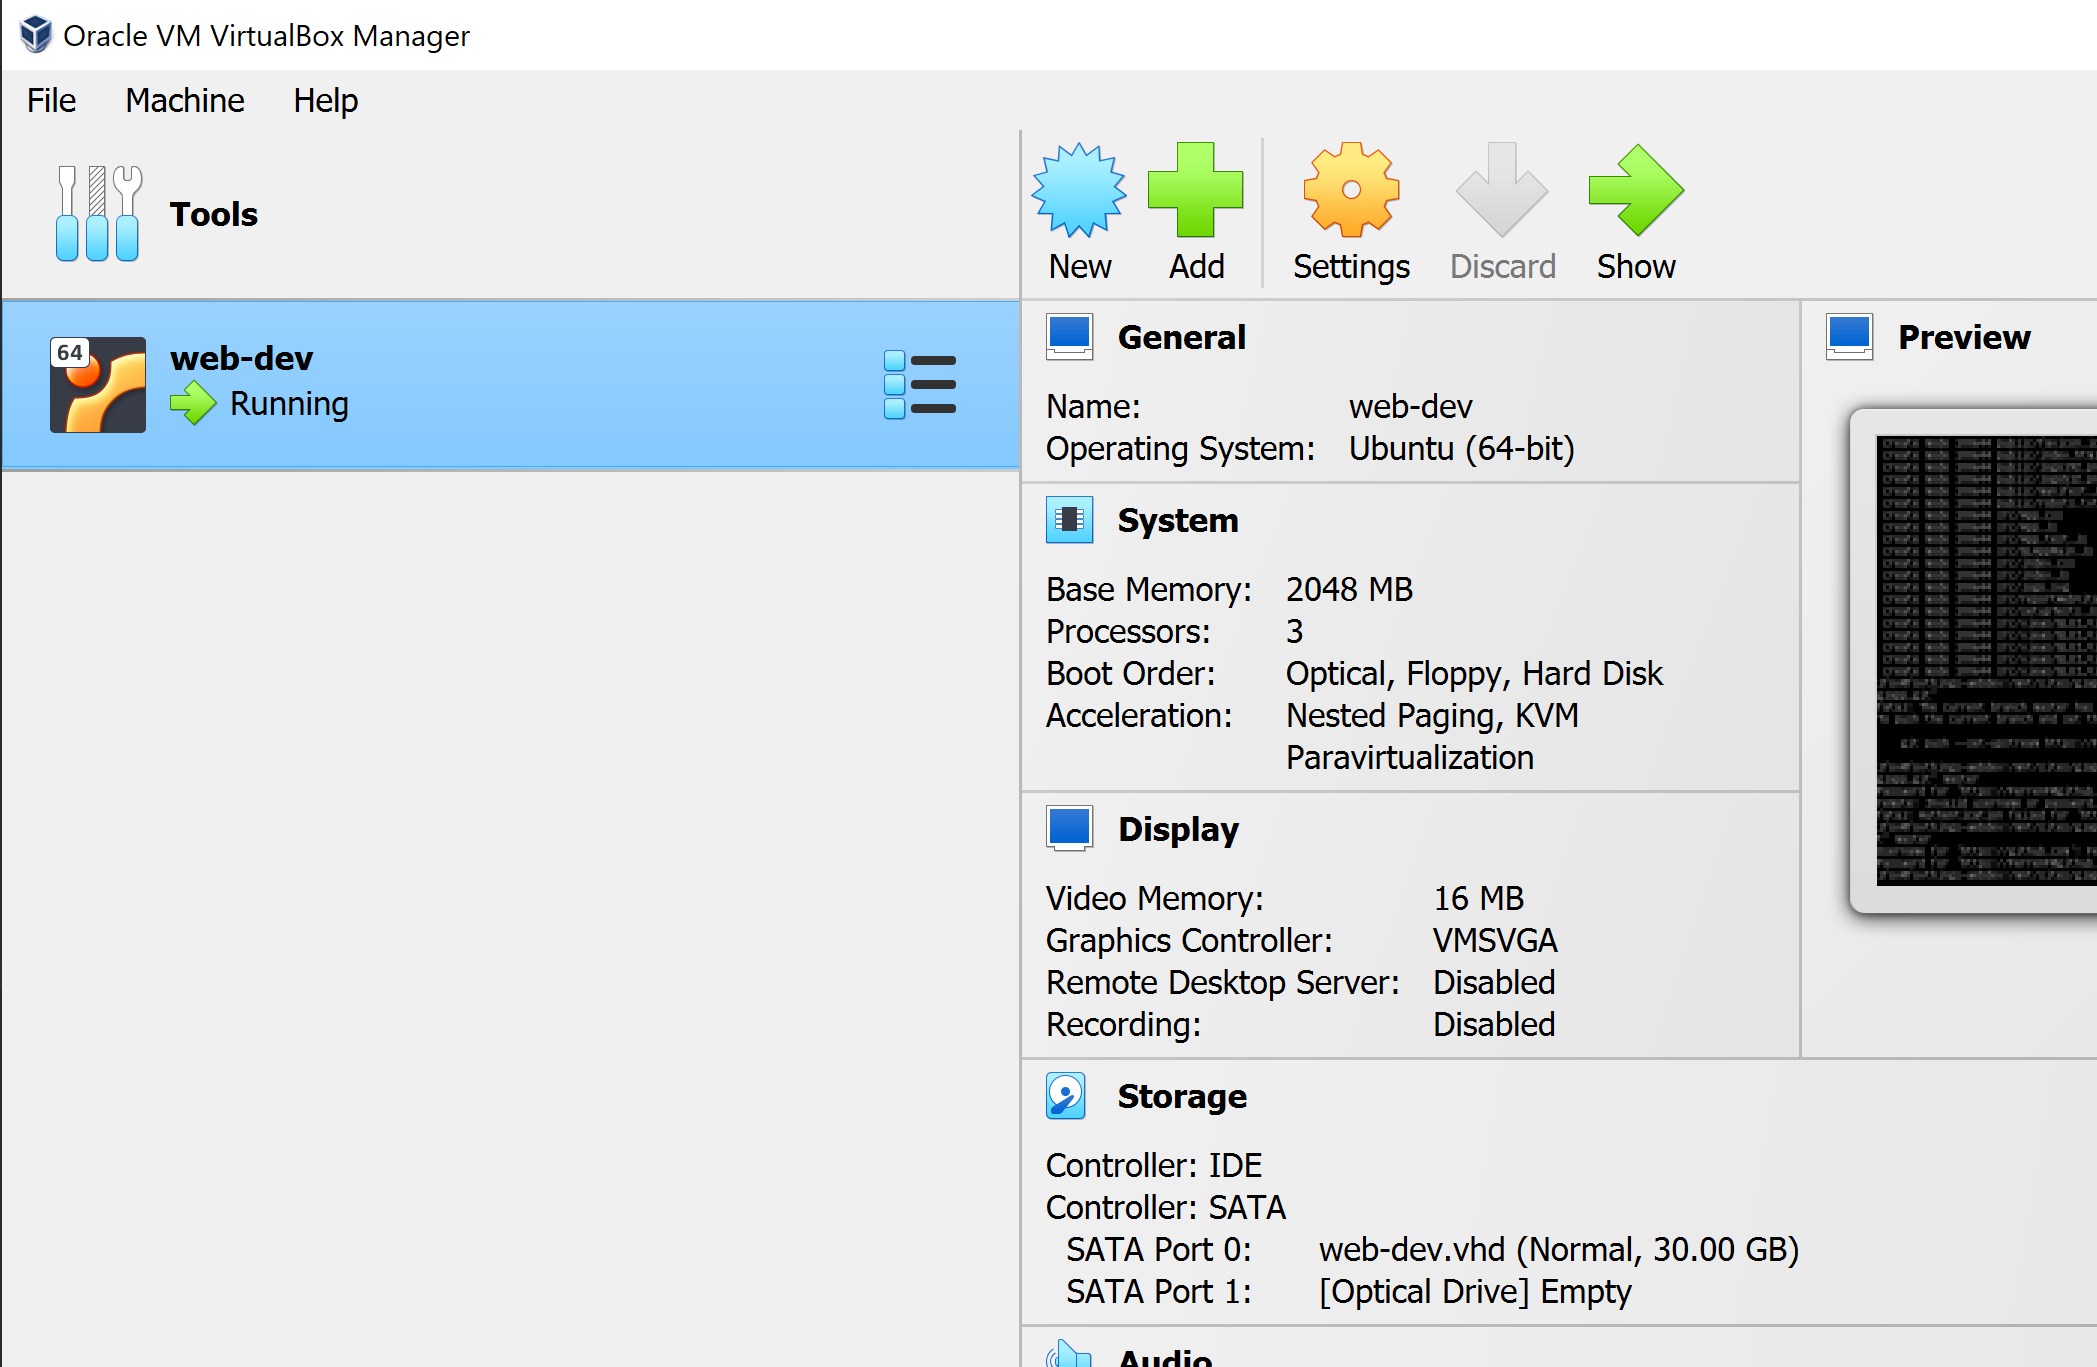 Oracle VM VirtualBox Manager
File Machine Help
Tools
New Add Settings Discard Show
64
web-dev
Running
General
Name: web-dev
Operating System: Ubuntu (64-bit)
Preview
System
Base Memory: 2048 MB
Processors: 3
Boot Order: Optical, Floppy, Hard Disk
Acceleration: Nested Paging, KVM
Paravirtualization
Display
Video Memory: 16 MB
Graphics Controller: VMSVGA
Remote Desktop Server: Disabled
Recording: Disabled
Storage
Controller: IDE
Controller: SATA
SATA Port 0: web-dev.vhd (Normal, 30.00 GB)
SATA Port 1: [Optical Drive] Empty
Audio